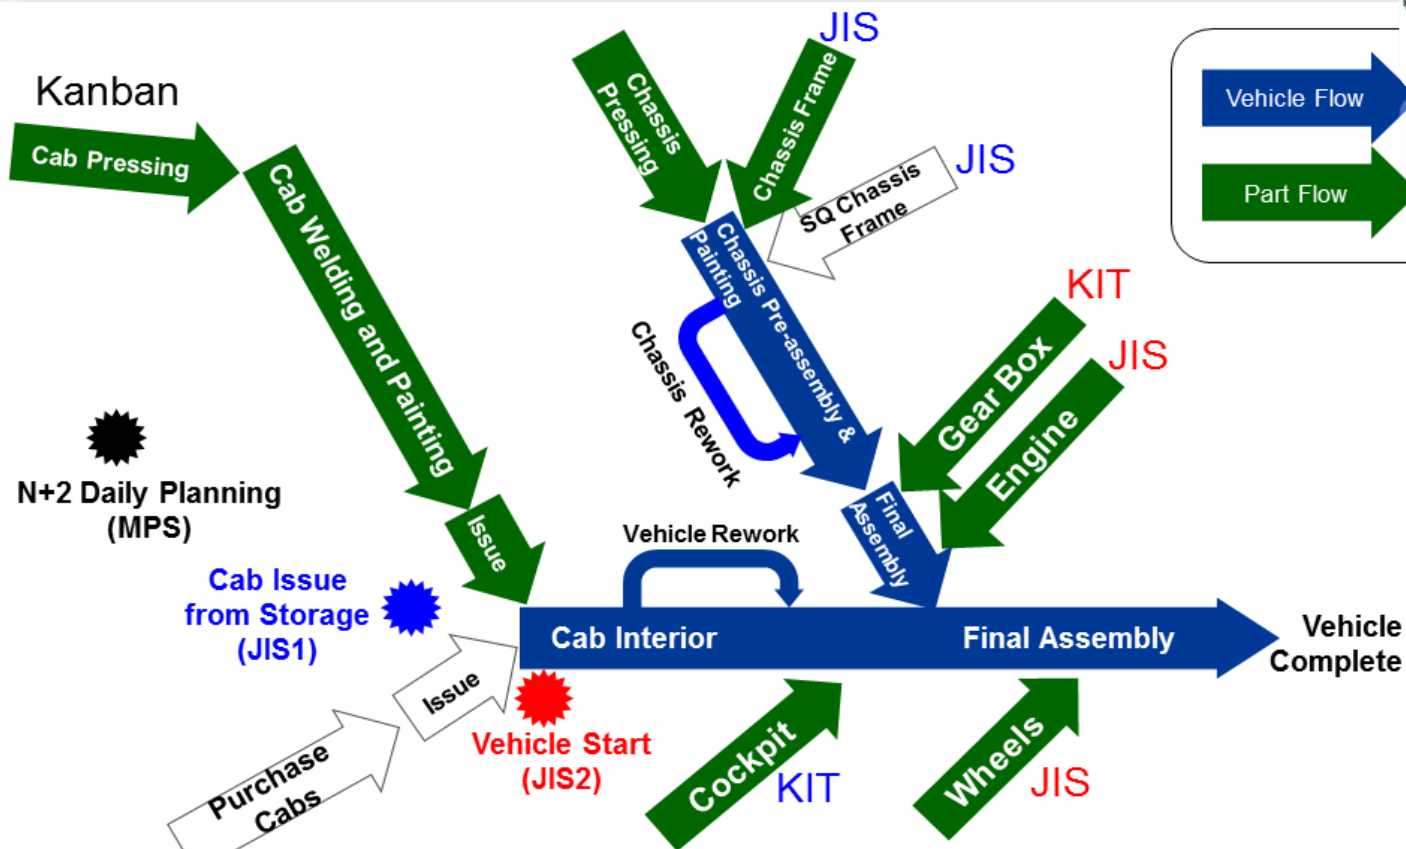 JIS
Kanban
Cab Pressing
Chassis
Pressing
Chassis Frame
JIS
SQ Chassis
Frame
Vehicle Flow
Part Flow
Cab Welding and Painting
Chassis Pre-assembly &
Painting
Chassis Rework
KIT
Gear Box
JIS
Engine
N+2 Daily Planning
(MPS)
Issue
Final
Assembly
Vehicle Rework
Cab Issue
from Storage
(JIS1)
Cab Interior
Final Assembly
Vehicle
Complete
Issue
Vehicle Start
(JIS2)
Purchase
Cabs
Cockpit
KIT
Wheels
JIS